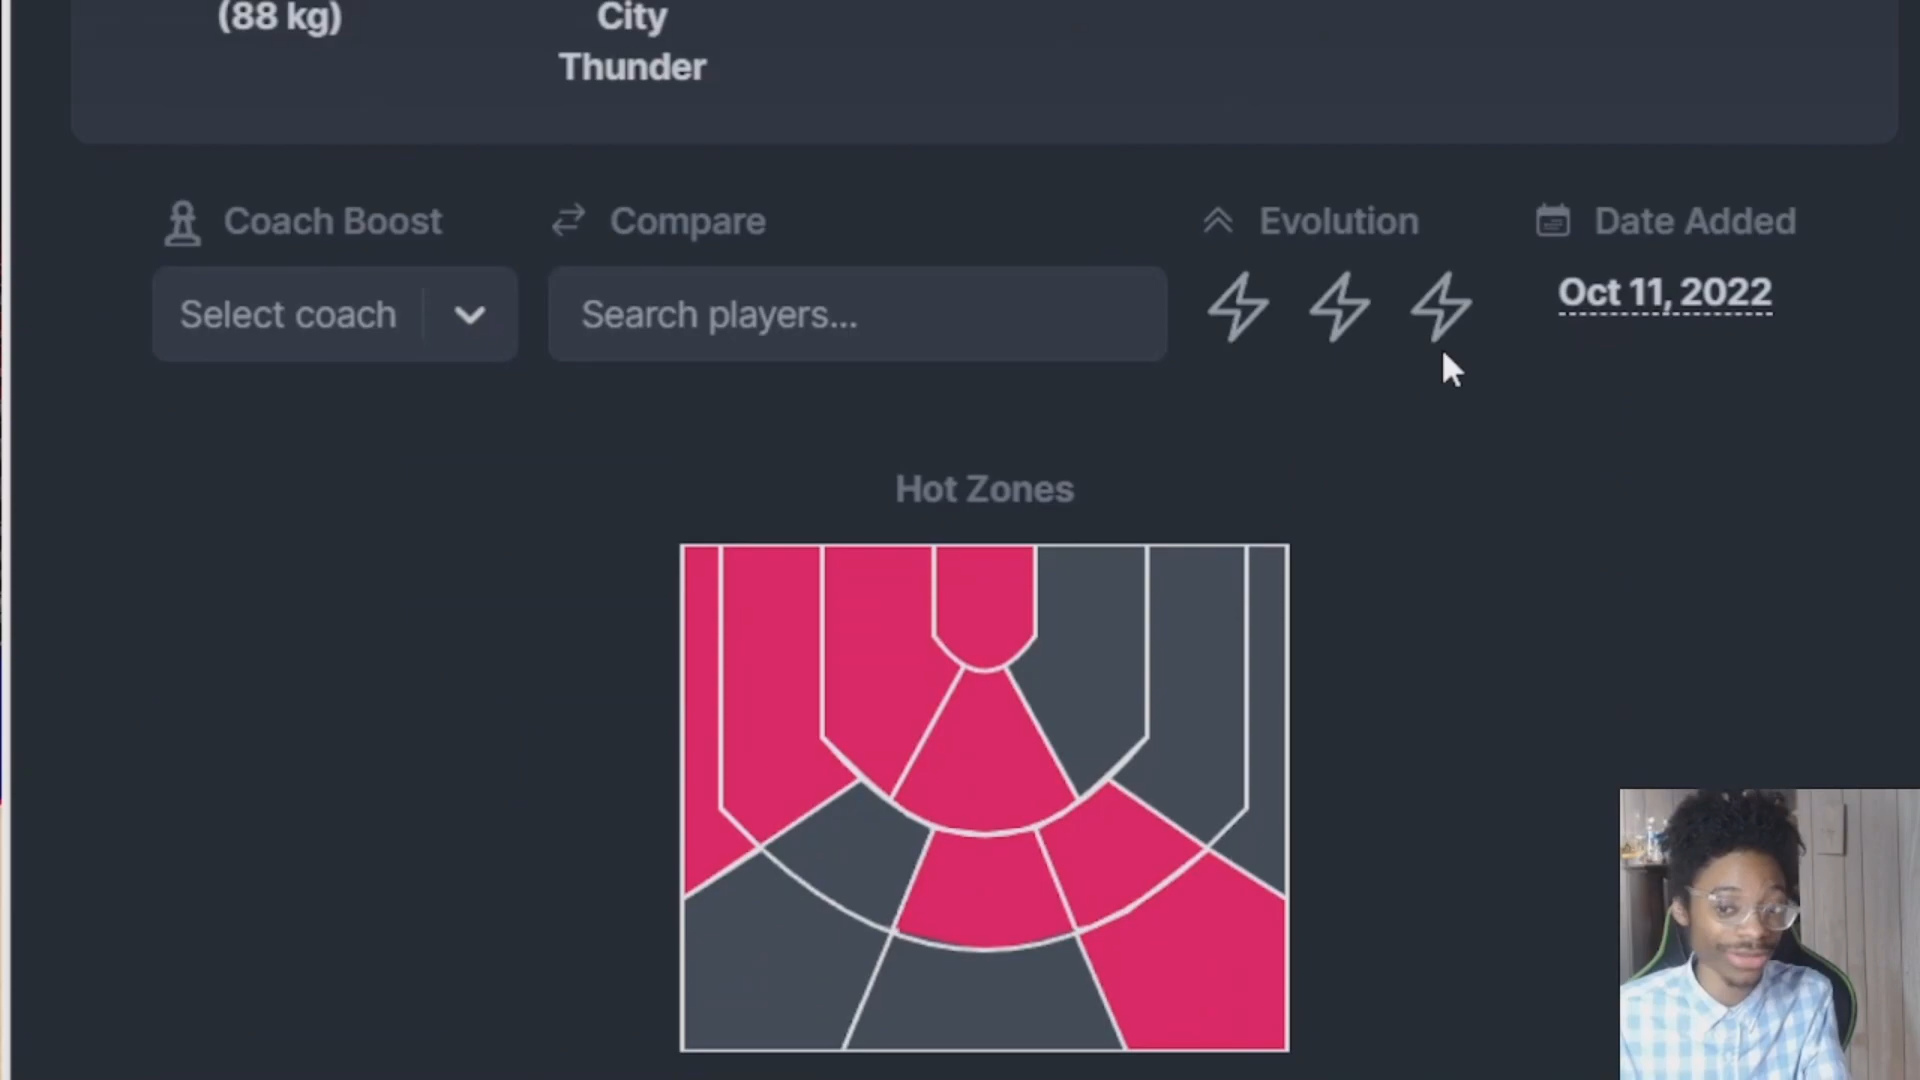 (88 kg)
City
Thunder
Coach Boost
Compare
Evolution
Date Added
Select coach
Search players...
Oct 11, 2022
Hot Zones